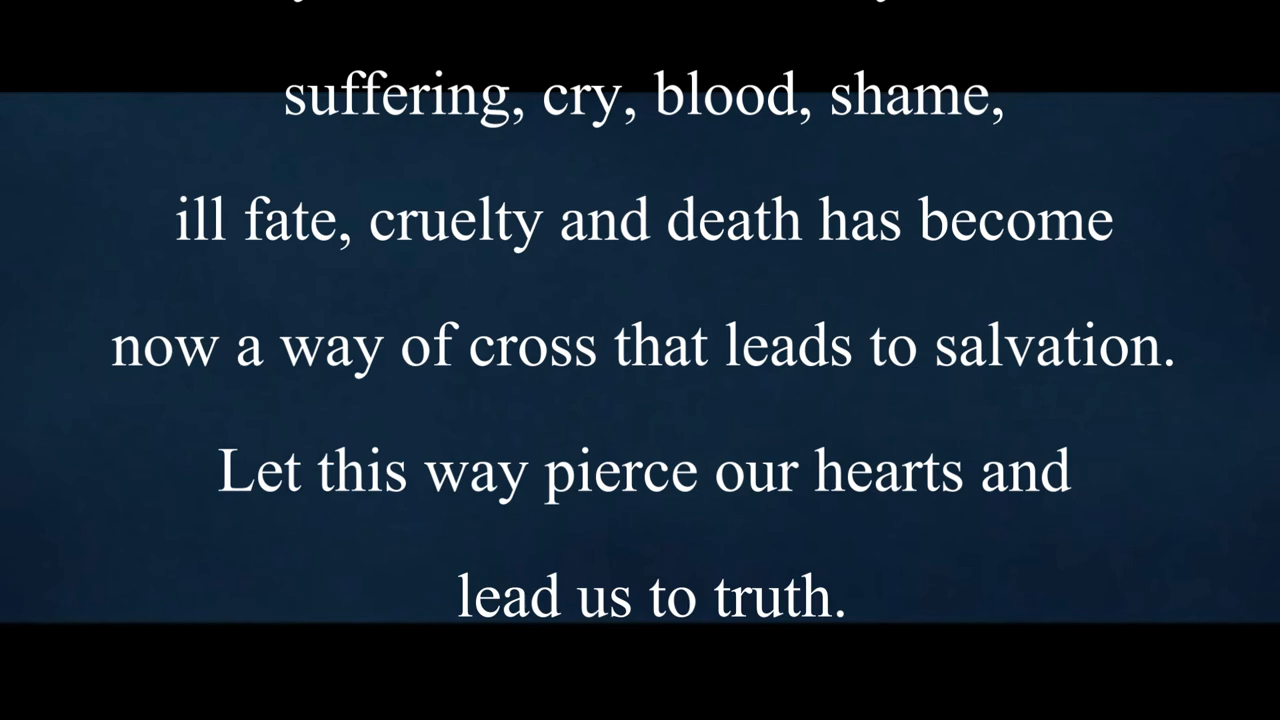 suffering, cry, blood, shame,
ill fate, cruelty and death has become
now a way of cross that leads to salvation.
Let this way pierce our hearts and
lead us to truth.